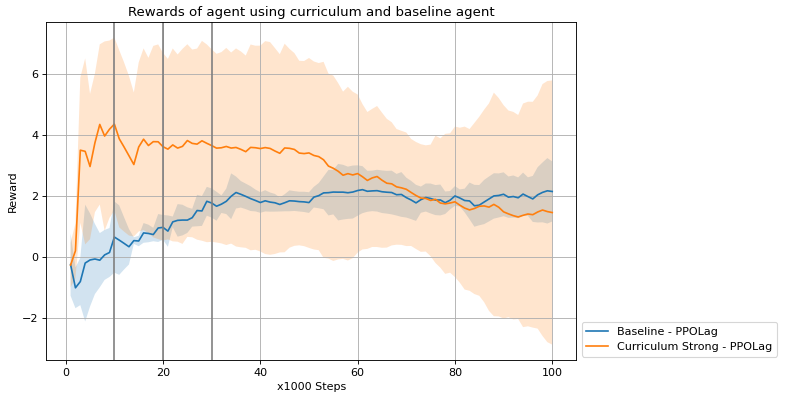 Rewards of agent using curriculum and baseline agent
Reward
6
4
2
0
−2
0
20
40
60
80
100
x1000 Steps
Baseline - PPOLag
Curriculum Strong - PPOLag